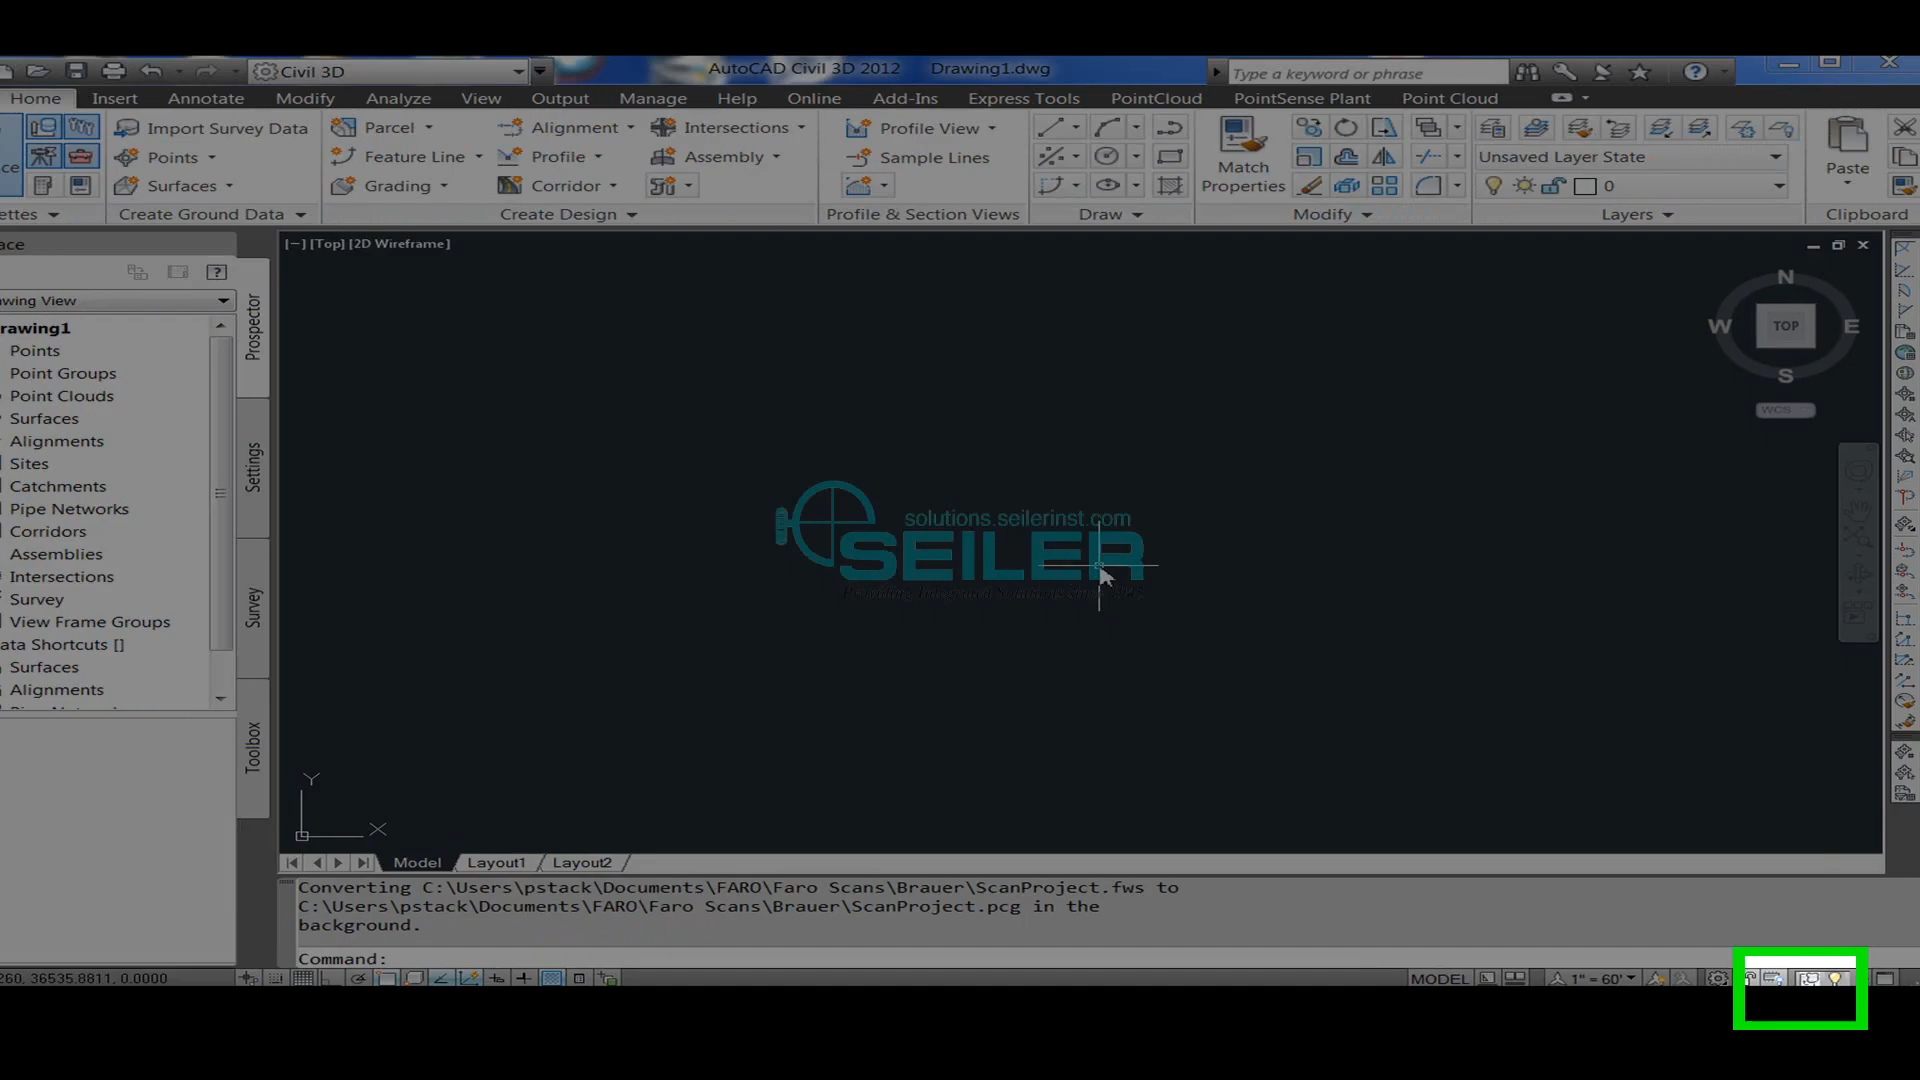 Civil 3D
AutoCAD Civil 3D 2012 Drawing1.dwg
Type a keyword or phrase
Home Insert Annotate Modify Analyze View Output Manage Help Online Add-Ins Express Tools PointCloud PointSense Plant Point Cloud
Import Survey Data Parcel Alignment Intersections Profile View
Points Feature Line Profile Assembly Sample Lines
Surfaces Grading Corridor
Match
Properties
Unsaved Layer State
0
Paste
ettes Create Ground Data Create Design Profile & Section Views Draw Modify Layers Clipboard
ace
[−] [Top] [2D Wireframe]
awing View
rawing1
Points
Point Groups
Point Clouds
Surfaces
Alignments
Sites
Catchments
Pipe Networks
Corridors
Assemblies
Intersections
Survey
View Frame Groups
ata Shortcuts []
Surfaces
Alignments
Prospector
Settings
Survey
Toolbox
N
W TOP E
S
WCS
solutions.seilerinst.com
SEILER
Y
X
Model Layout1 Layout2
Converting C:\Users\pstack\Documents\FARO\Faro Scans\Brauer\ScanProject.fws to
C:\Users\pstack\Documents\FARO\Faro Scans\Brauer\ScanProject.pcg in the
background.
Command:
260, 36535.8811, 0.0000
MODEL 1" = 60'